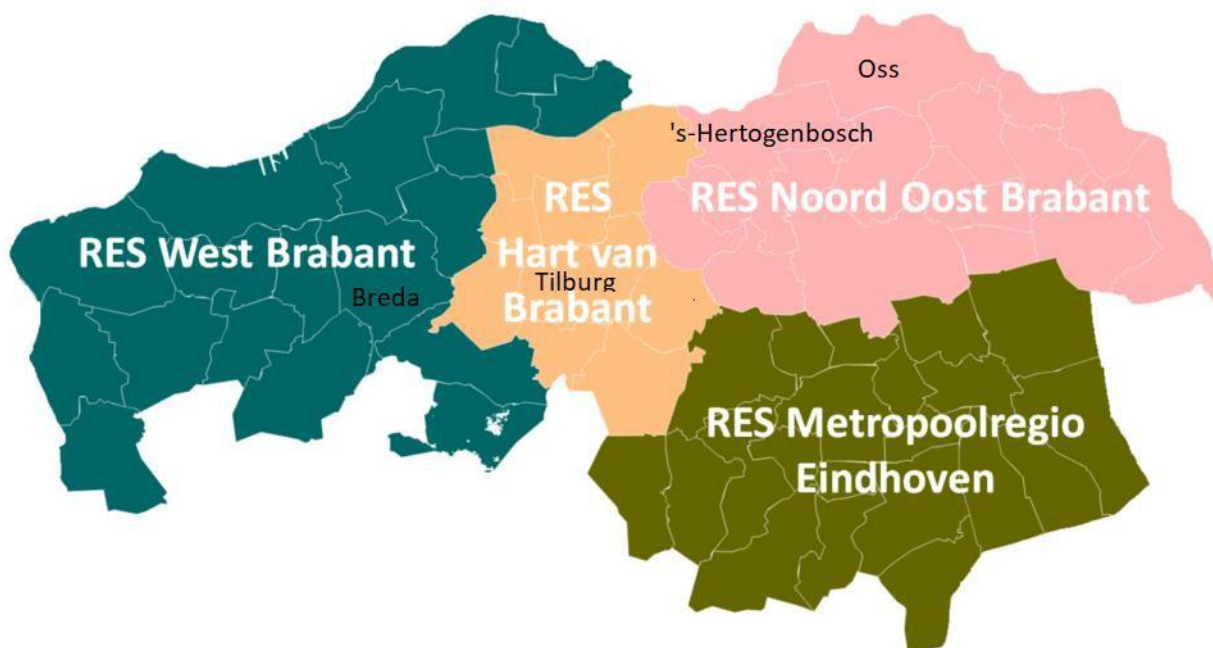 Oss
's-Hertogenbosch
RES Noord Oost Brabant
RES West Brabant
Breda
RES
Hart van
Tilburg
Brabant
RES Metropoolregio
Eindhoven